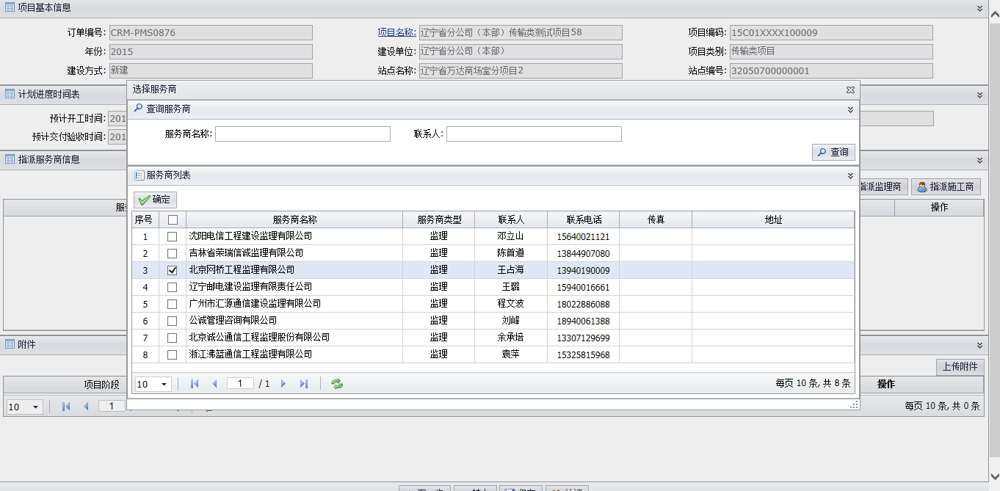 项目基本信息
订单编号: CRM-PMS0876 项目名称: 辽宁省分公司（本部）传输类测试项目58 项目编码: 15C01XXXX100009
年份: 2015 建设单位: 辽宁省分公司（本部） 项目类别: 传输类项目
建设方式: 新建 站点名称: 辽宁省万达商场室分项目2 站点编号: 32050700000001
选择服务商
计划进度时间表
查询服务商
预计开工时间: 201
服务商名称: 联系人:
预计交付验收时间: 201
查询
指派服务商信息
服务商列表
指派监理商 指派施工商
确定
操作
序号 服务商名称 服务商类型 联系人 联系电话 传真 地址
1 沈阳电信工程建设监理有限公司 监理 邓立山 15640021121
2 吉林省荣瑞信诚监理有限公司 监理 陈首道 13844907080
3 北京网桥工程监理有限公司 监理 王占海 13940190009
4 辽宁邮电建设监理有限责任公司 监理 王璐 15940016661
5 广州市汇源通信建设监理有限公司 监理 程文波 18022886088
6 公诚管理咨询有限公司 监理 刘峰 18940061388
7 北京诚公通信工程监理股份有限公司 监理 余承培 13307129699
8 浙江沸蓝通信工程监理有限公司 监理 袁萍 15325815968
10 1 / 1 每页 10 条, 共 8 条
附件
上传附件
项目阶段 操作
10 1 每页 10 条, 共 0 条